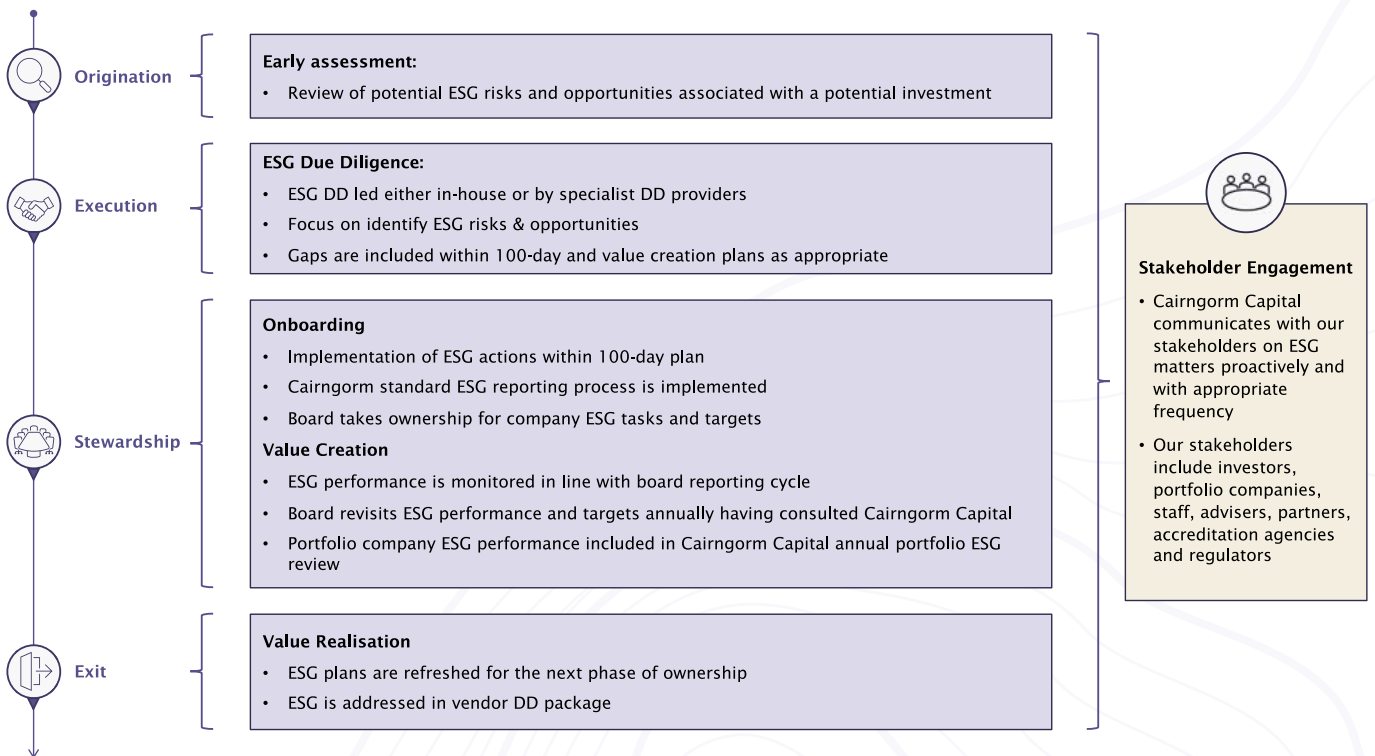 Origination
Early assessment:
• Review of potential ESG risks and opportunities associated with a potential investment
Execution
ESG Due Diligence:
• ESG DD led either in-house or by specialist DD providers
• Focus on identify ESG risks & opportunities
• Gaps are included within 100-day and value creation plans as appropriate
Stewardship
Onboarding
• Implementation of ESG actions within 100-day plan
• Cairngorm standard ESG reporting process is implemented
• Board takes ownership for company ESG tasks and targets
Value Creation
• ESG performance is monitored in line with board reporting cycle
• Board revisits ESG performance and targets annually having consulted Cairngorm Capital
• Portfolio company ESG performance included in Cairngorm Capital annual portfolio ESG
review
Exit
Value Realisation
• ESG plans are refreshed for the next phase of ownership
• ESG is addressed in vendor DD package
Stakeholder Engagement
• Cairngorm Capital
communicates with our
stakeholders on ESG
matters proactively and
with appropriate
frequency
• Our stakeholders
include investors,
portfolio companies,
staff, advisers, partners,
accreditation agencies
and regulators